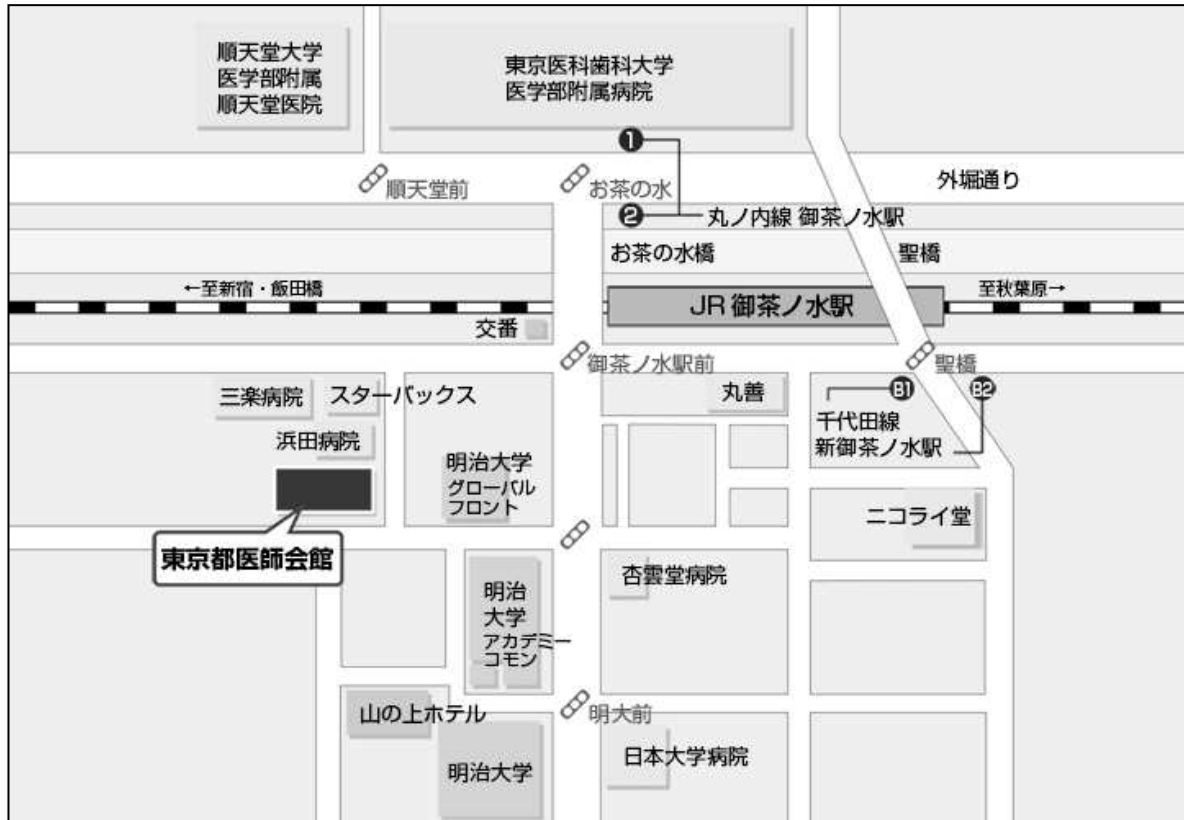 順天堂大学
医学部附属
順天堂医院
東京医科歯科大学
医学部附属病院
1
順天堂前
お茶の水
外堀通り
2
丸ノ内線 御茶ノ水駅
お茶の水橋
聖橋
←至新宿・飯田橋
JR 御茶ノ水駅
至秋葉原→
交番
御茶ノ水駅前
聖橋
三楽病院
スターバックス
丸善
B1
B2
千代田線
新御茶ノ水駅
浜田病院
明治大学
グローバル
フロント
ニコライ堂
東京都医師会館
杏雲堂病院
明治
大学
アカデミー
コモン
山の上ホテル
明大前
明治大学
日本大学病院